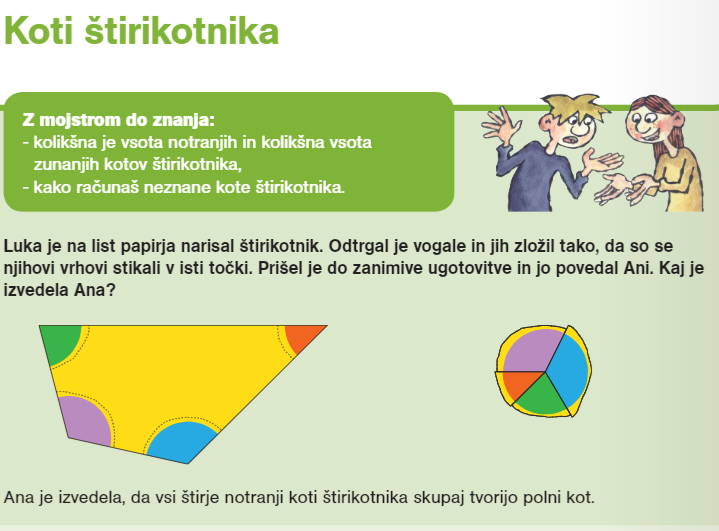 Koti štirikotnika
Z mojstrom do znanja:
- kolikšna je vsota notranjih in kolikšna vsota
zunanjih kotov štirikotnika,
- kako računaš neznane kote štirikotnika.
Luka je na list papirja narisal štirikotnik. Odtrgal je vogale in jih zložil tako, da so se
njihovi vrhovi stikali v isti točki. Prišel je do zanimive ugotovitve in jo povedal Ani. Kaj je
izvedela Ana?
Ana je izvedela, da vsi štirje notranji koti štirikotnika skupaj tvorijo polni kot.